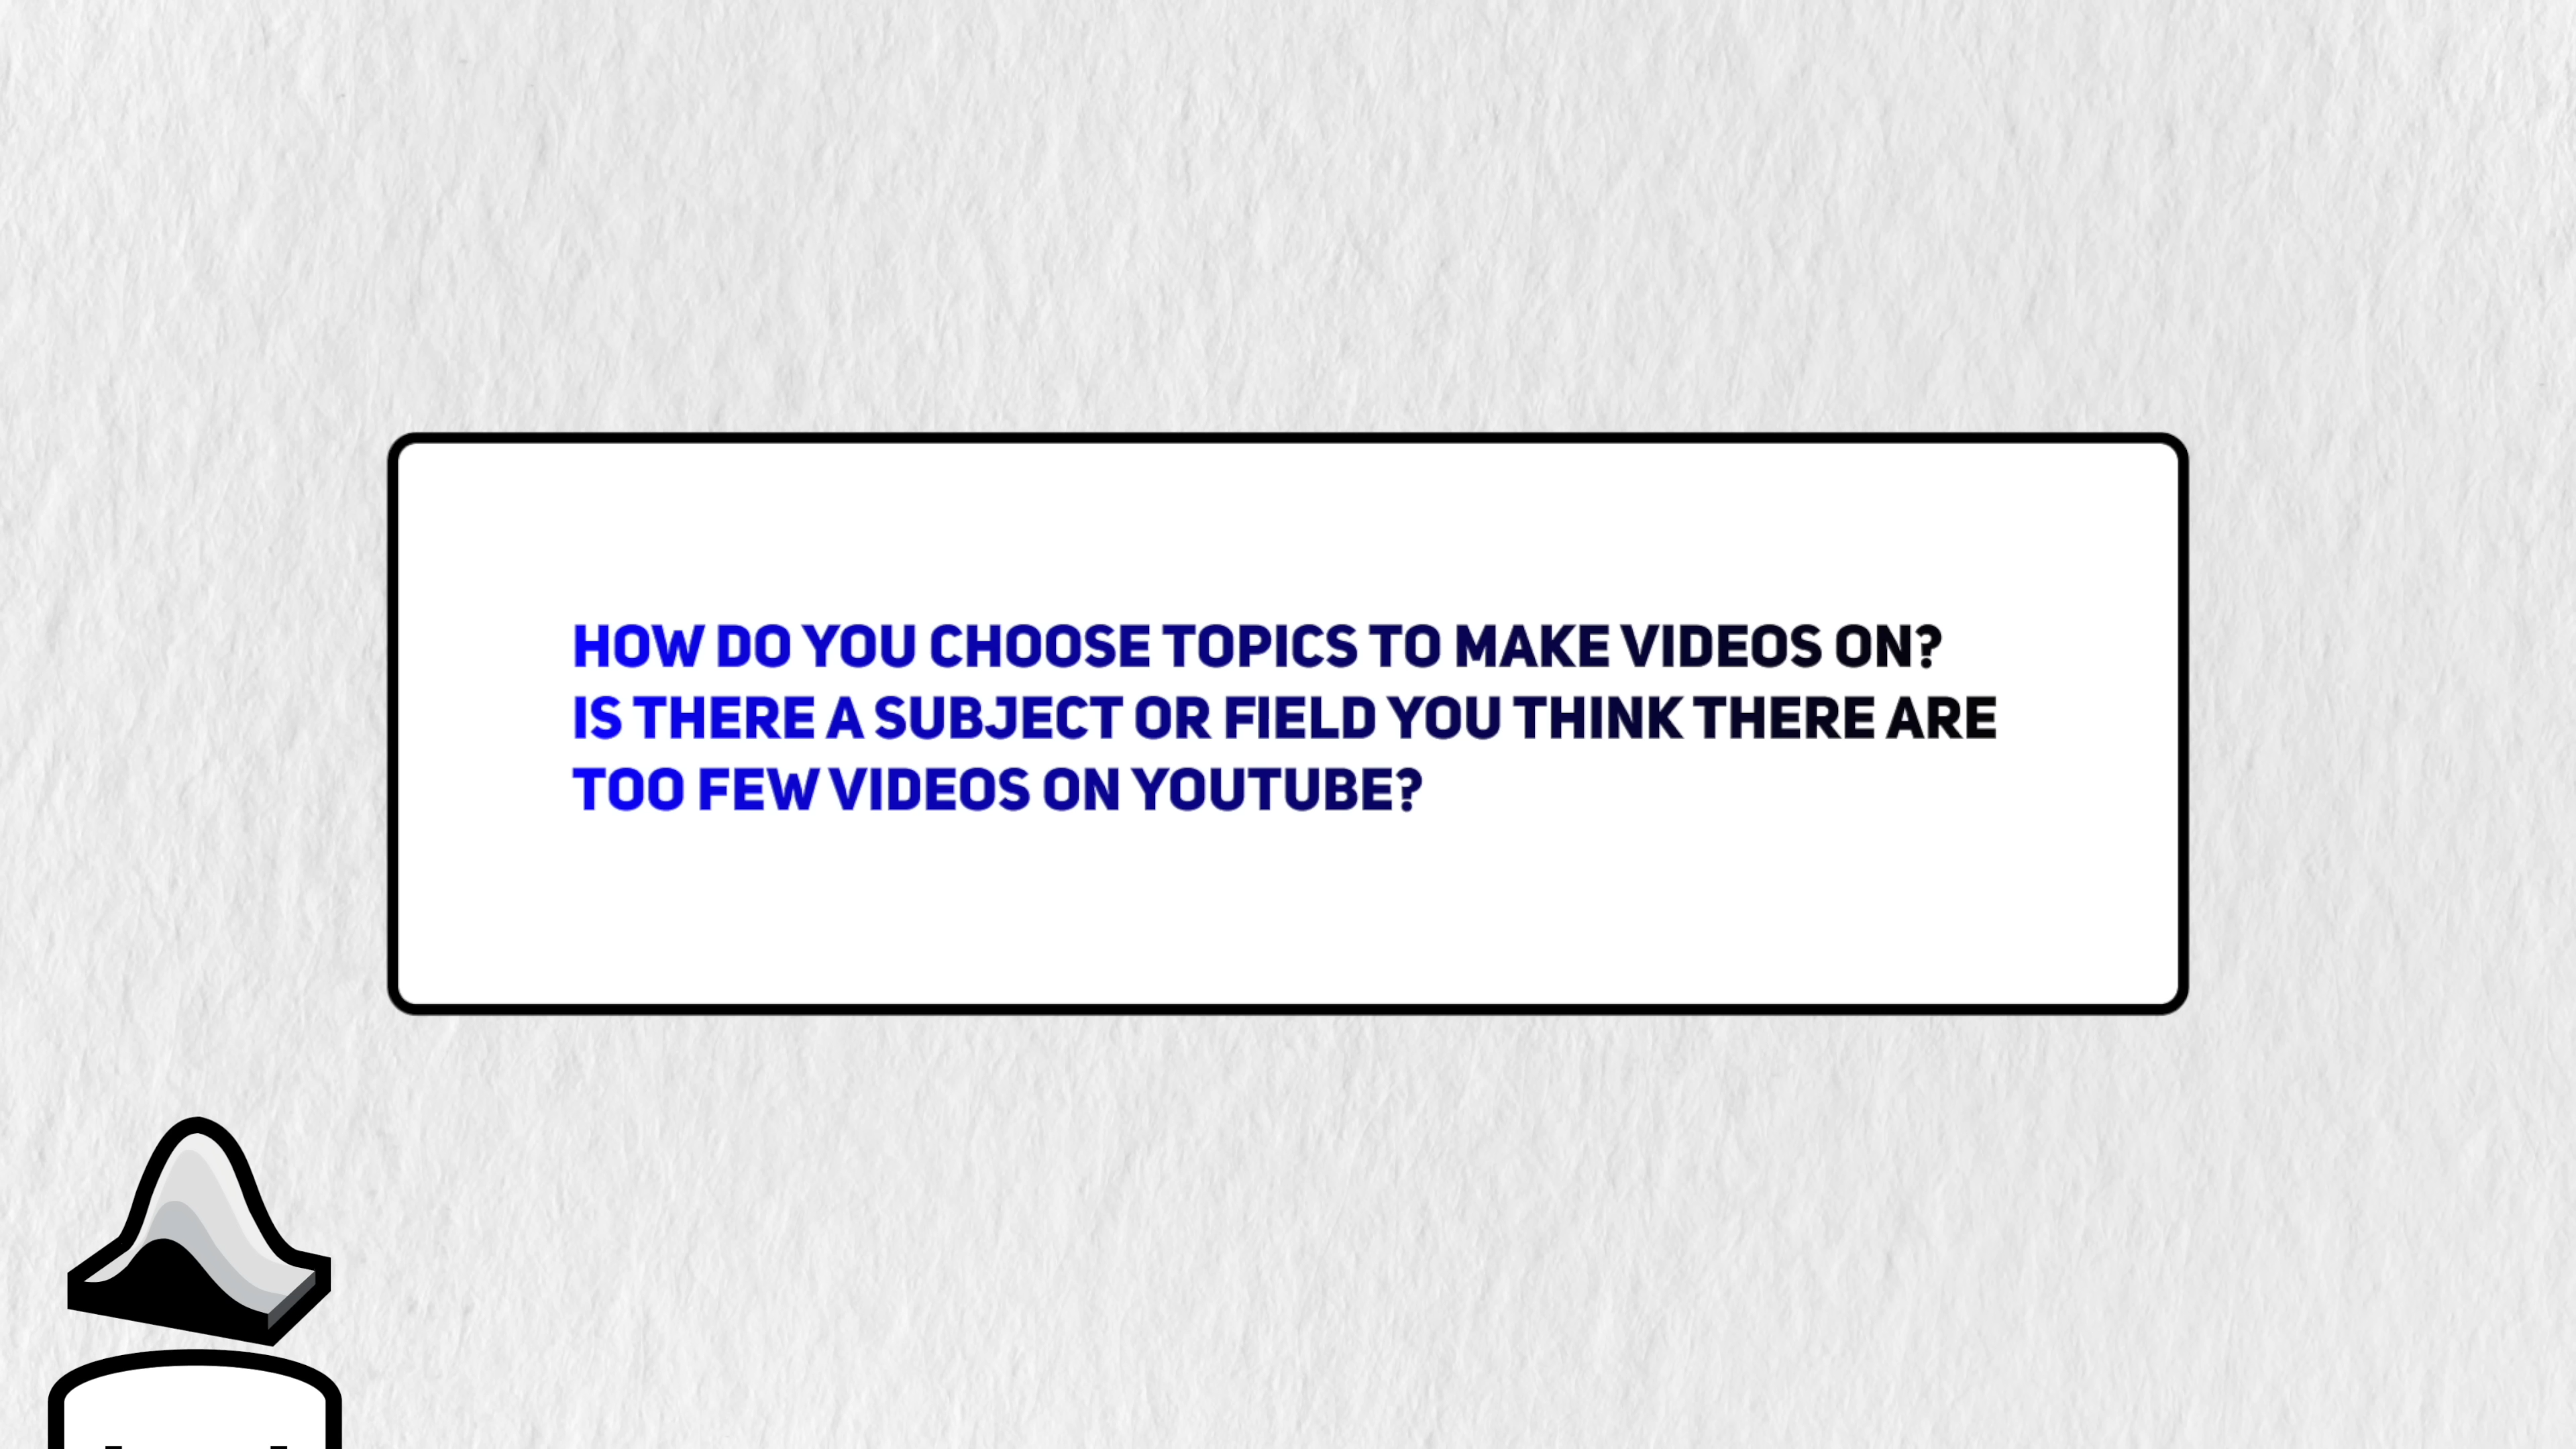 HOW DO YOU CHOOSE TOPICS TO MAKE VIDEOS ON?
IS THERE A SUBJECT OR FIELD YOU THINK THERE ARE
TOO FEW VIDEOS ON YOUTUBE?